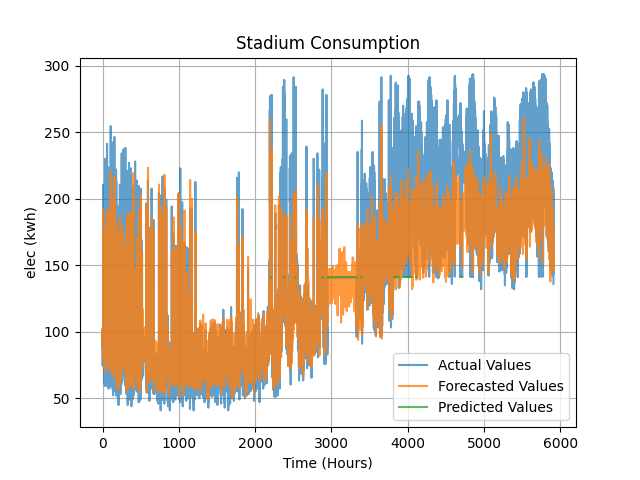 Stadium Consumption
300
250
200
150
100
50
elec (kwh)
0
1000
2000
3000
4000
5000
6000
Time (Hours)
Actual Values
Forecasted Values
Predicted Values